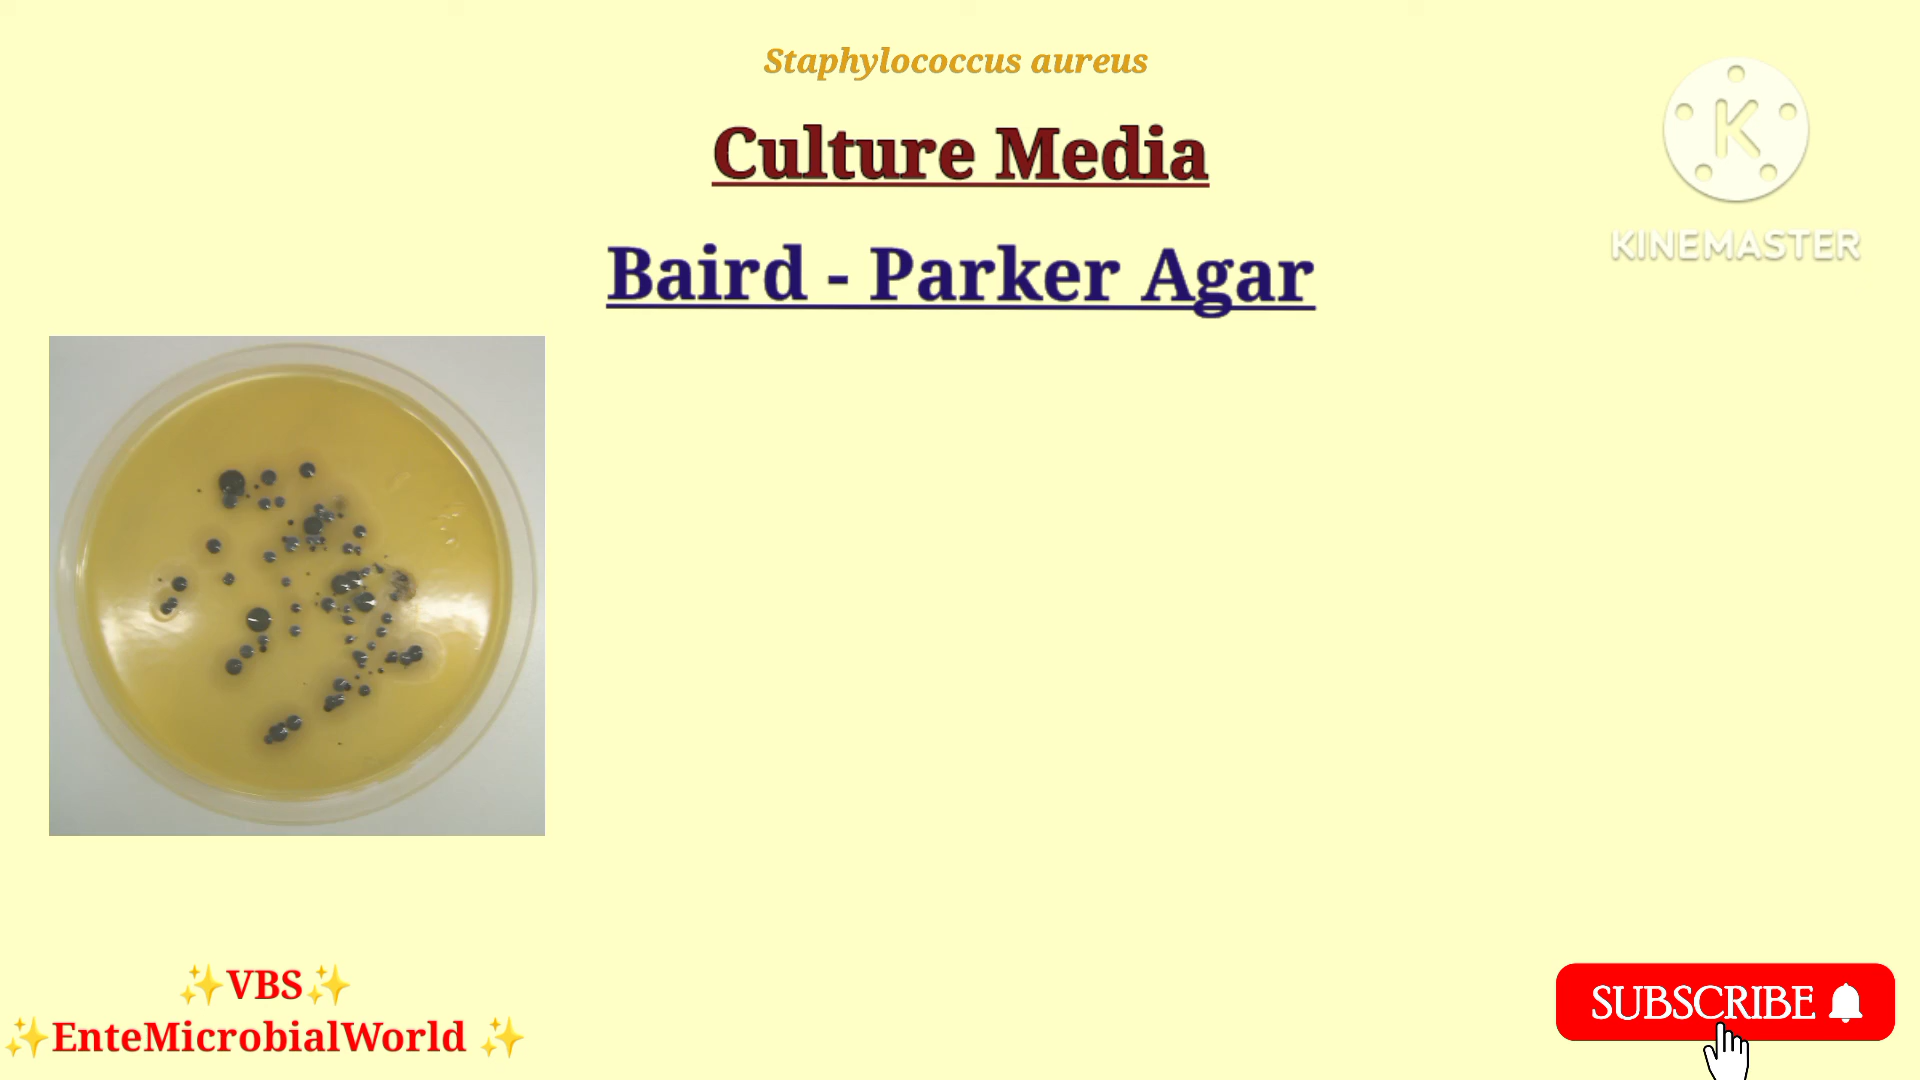 Staphylococcus aureus
Culture Media
Baird - Parker Agar
K
KINEMASTER
✨VBS✨
✨EnteMicrobialWorld ✨
SUBSCRIBE